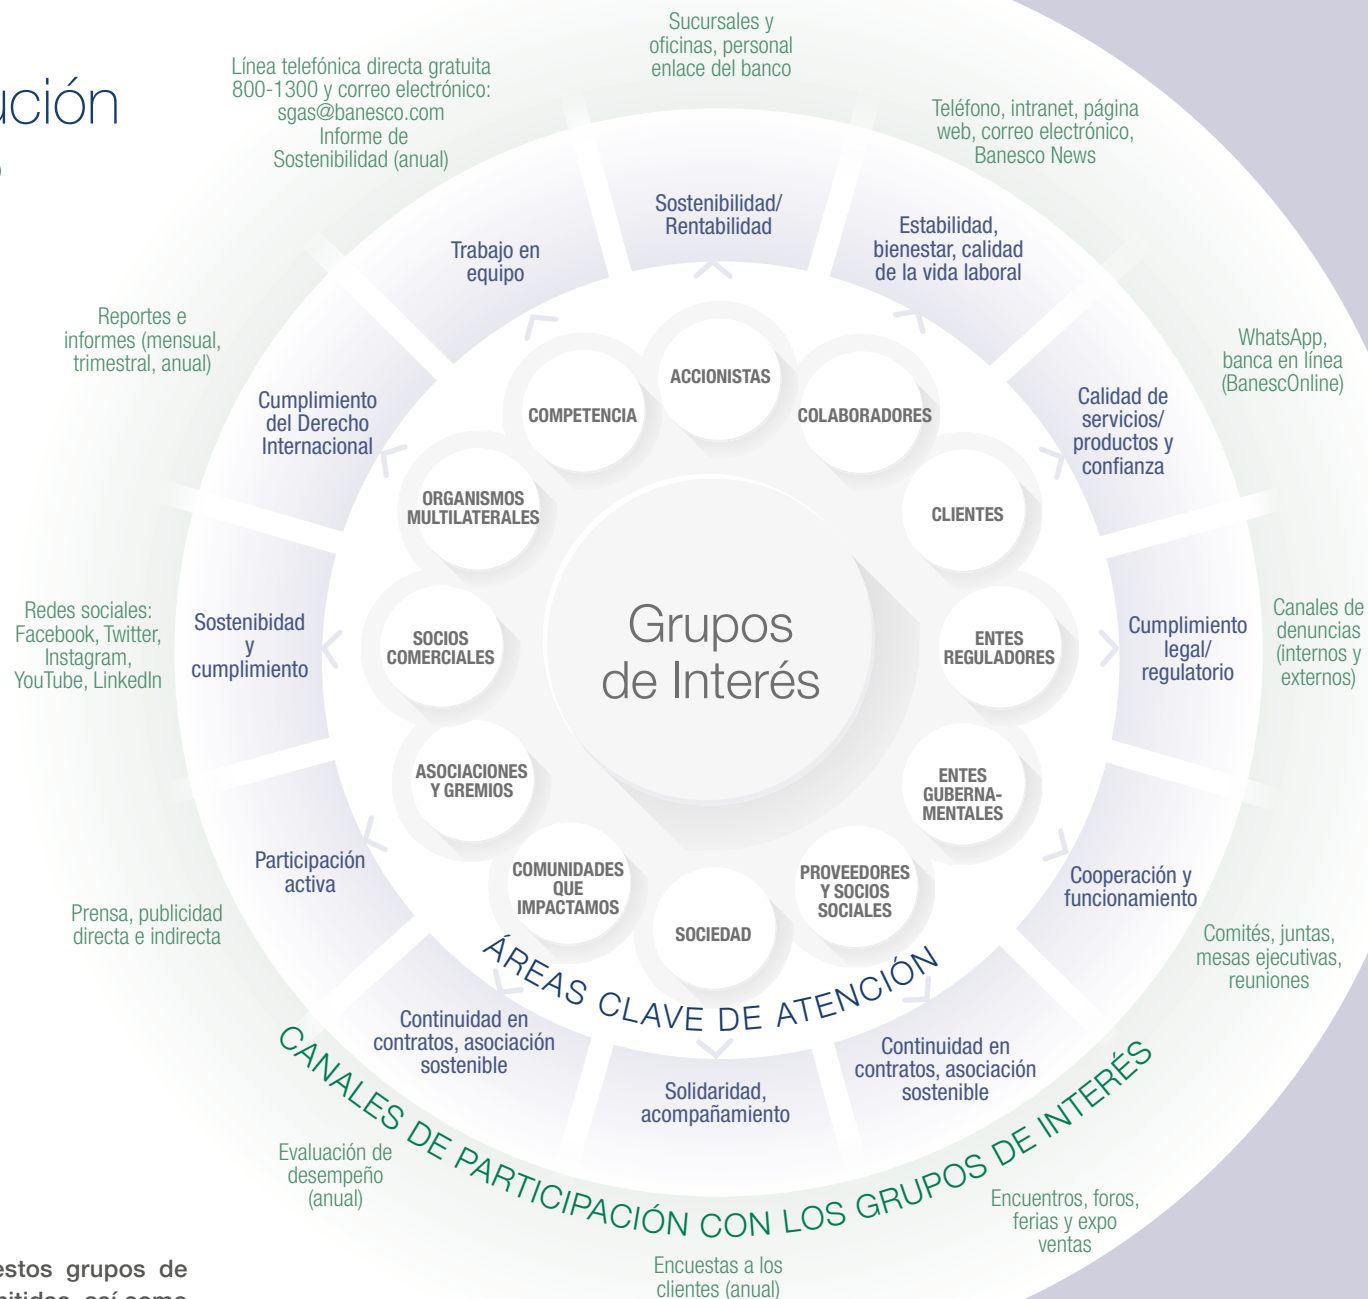 ución
Sucursales y
oficinas, personal
enlace del banco
Línea telefónica directa gratuita
800-1300 y correo electrónico:
sgas@banesco.com
Informe de
Sostenibilidad (anual)
Teléfono, intranet, página
web, correo electrónico,
Banesco News
WhatsApp,
banca en línea
(BanescOnline)
Canales de
denuncias
(internos y
externos)
Comités, juntas,
mesas ejecutivas,
reuniones
Encuentros, foros,
ferias y expo
ventas
Encuestas a los
clientes (anual)
Evaluación de
desempeño
(anual)
Prensa, publicidad
directa e indirecta
Redes sociales:
Facebook, Twitter,
Instagram,
YouTube, LinkedIn
Reportes e
informes (mensual,
trimestral, anual)
Sostenibilidad/
Rentabilidad
Estabilidad,
bienestar, calidad
de la vida laboral
Calidad de
servicios/
productos y
confianza
Cumplimiento
legal/
regulatorio
Cooperación y
funcionamiento
Continuidad en
contratos, asociación
sostenible
Solidaridad,
acompañamiento
Continuidad en
contratos, asociación
sostenible
Participación
activa
Sostenibidad
y
cumplimiento
Cumplimiento
del Derecho
Internacional
Trabajo en
equipo
ACCIONISTAS
COLABORADORES
CLIENTES
ENTES
REGULADORES
ENTES
GUBERNA-
MENTALES
PROVEEDORES
Y SOCIOS
SOCIALES
SOCIEDAD
COMUNIDADES
QUE
IMPACTAMOS
ASOCIACIONES
Y GREMIOS
SOCIOS
COMERCIALES
ORGANISMOS
MULTILATERALES
COMPETENCIA
Grupos
de Interés
ÁREAS CLAVE DE ATENCIÓN
CANALES DE PARTICIPACIÓN CON LOS GRUPOS DE INTERÉS
estos grupos de